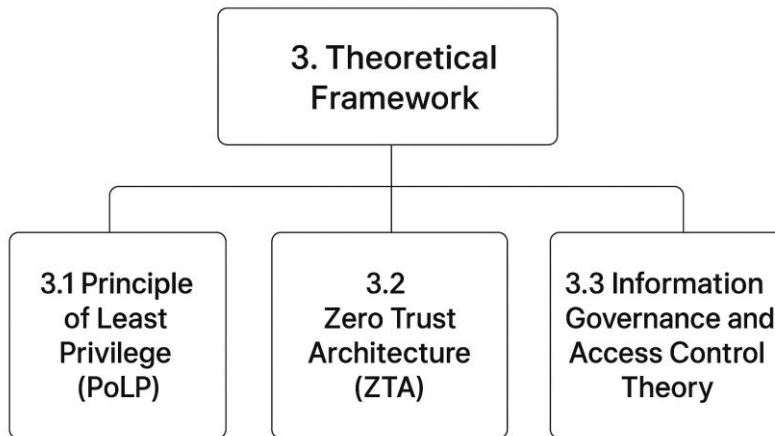 3. Theoretical
Framework
3.1 Principle
of Least
Privilege
(PoLP)
3.2
Zero Trust
Architecture
(ZTA)
3.3 Information
Governance and
Access Control
Theory